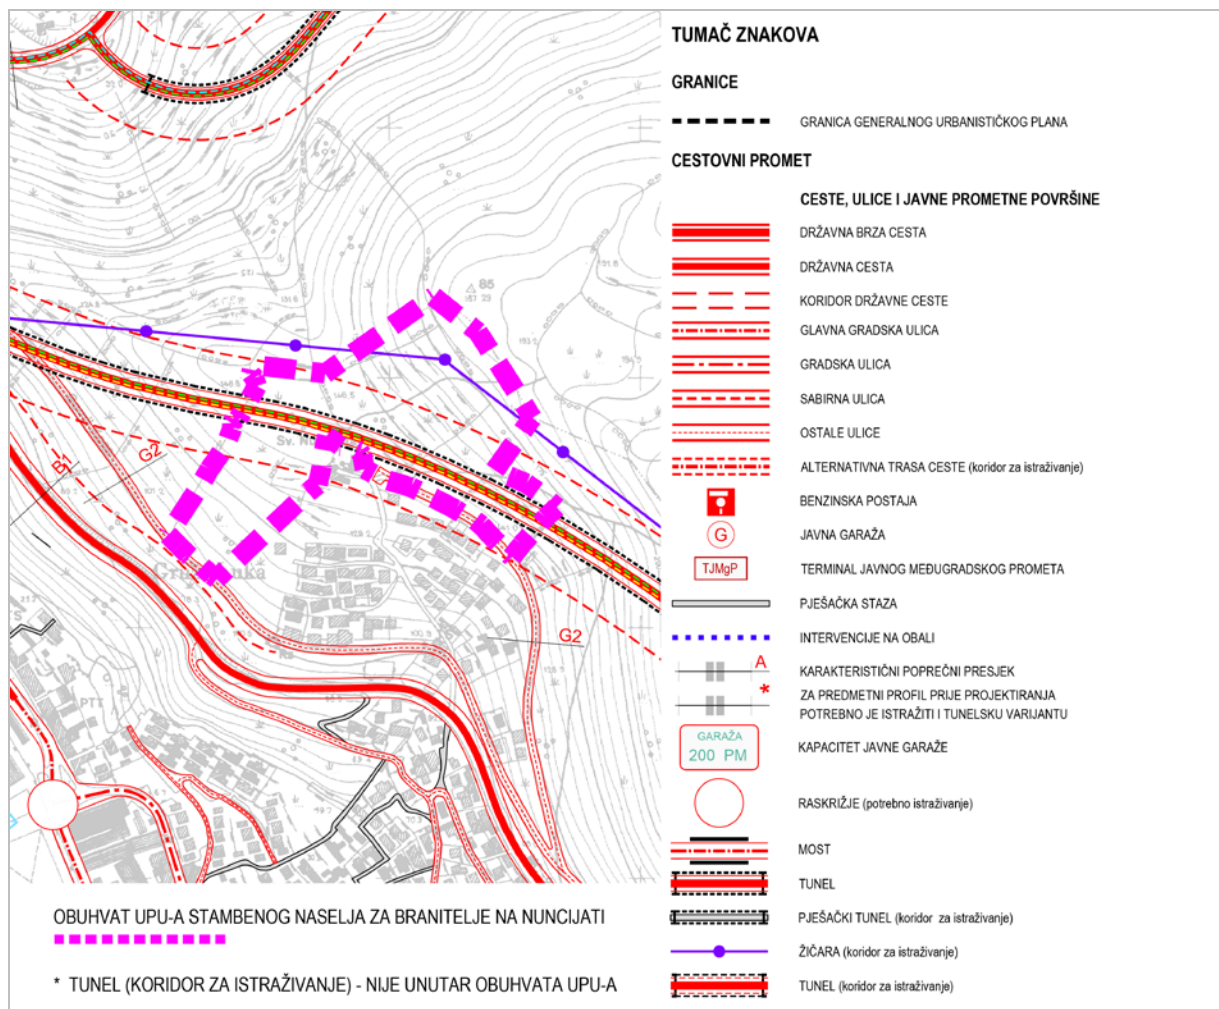 TUMAČ ZNAKOVA
GRANICE
GRANICA GENERALNOG URBANISTIČKOG PLANA
CESTOVNI PROMET
CESTE, ULICE I JAVNE PROMETNE POVRŠINE
DRŽAVNA BRZA CESTA
DRŽAVNA CESTA
KORIDOR DRŽAVNE CESTE
GLAVNA GRADSKA ULICA
GRADSKA ULICA
SABIRNA ULICA
OSTALE ULICE
ALTERNATIVNA TRASA CESTE (koridor za istraživanje)
BENZINSKA POSTAJA
G JAVNA GARAŽA
TJMgP TERMINAL JAVNOG MEĐUGRADSKOG PROMETA
PJEŠAČKA STAZA
INTERVENCIJE NA OBALI
A KARAKTERISTIČNI POPREČNI PRESJEK
* ZA PREDMETNI PROFIL PRIJE PROJEKTIRANJA
POTREBNO JE ISTRAŽITI I TUNELSKU VARIJANTU
GARAŽA
200 PM
KAPACITET JAVNE GARAŽE
RASKRIŽJE (potrebno istraživanje)
MOST
TUNEL
PJEŠAČKI TUNEL (koridor za istraživanje)
ŽIČARA (koridor za istraživanje)
TUNEL (koridor za istraživanje)
85
B1
G2
G2
PTT
OBUHVAT UPU-A STAMBENOG NASELJA ZA BRANITELJE NA NUNCIJATI
* TUNEL (KORIDOR ZA ISTRAŽIVANJE) - NIJE UNUTAR OBUHVATA UPU-A